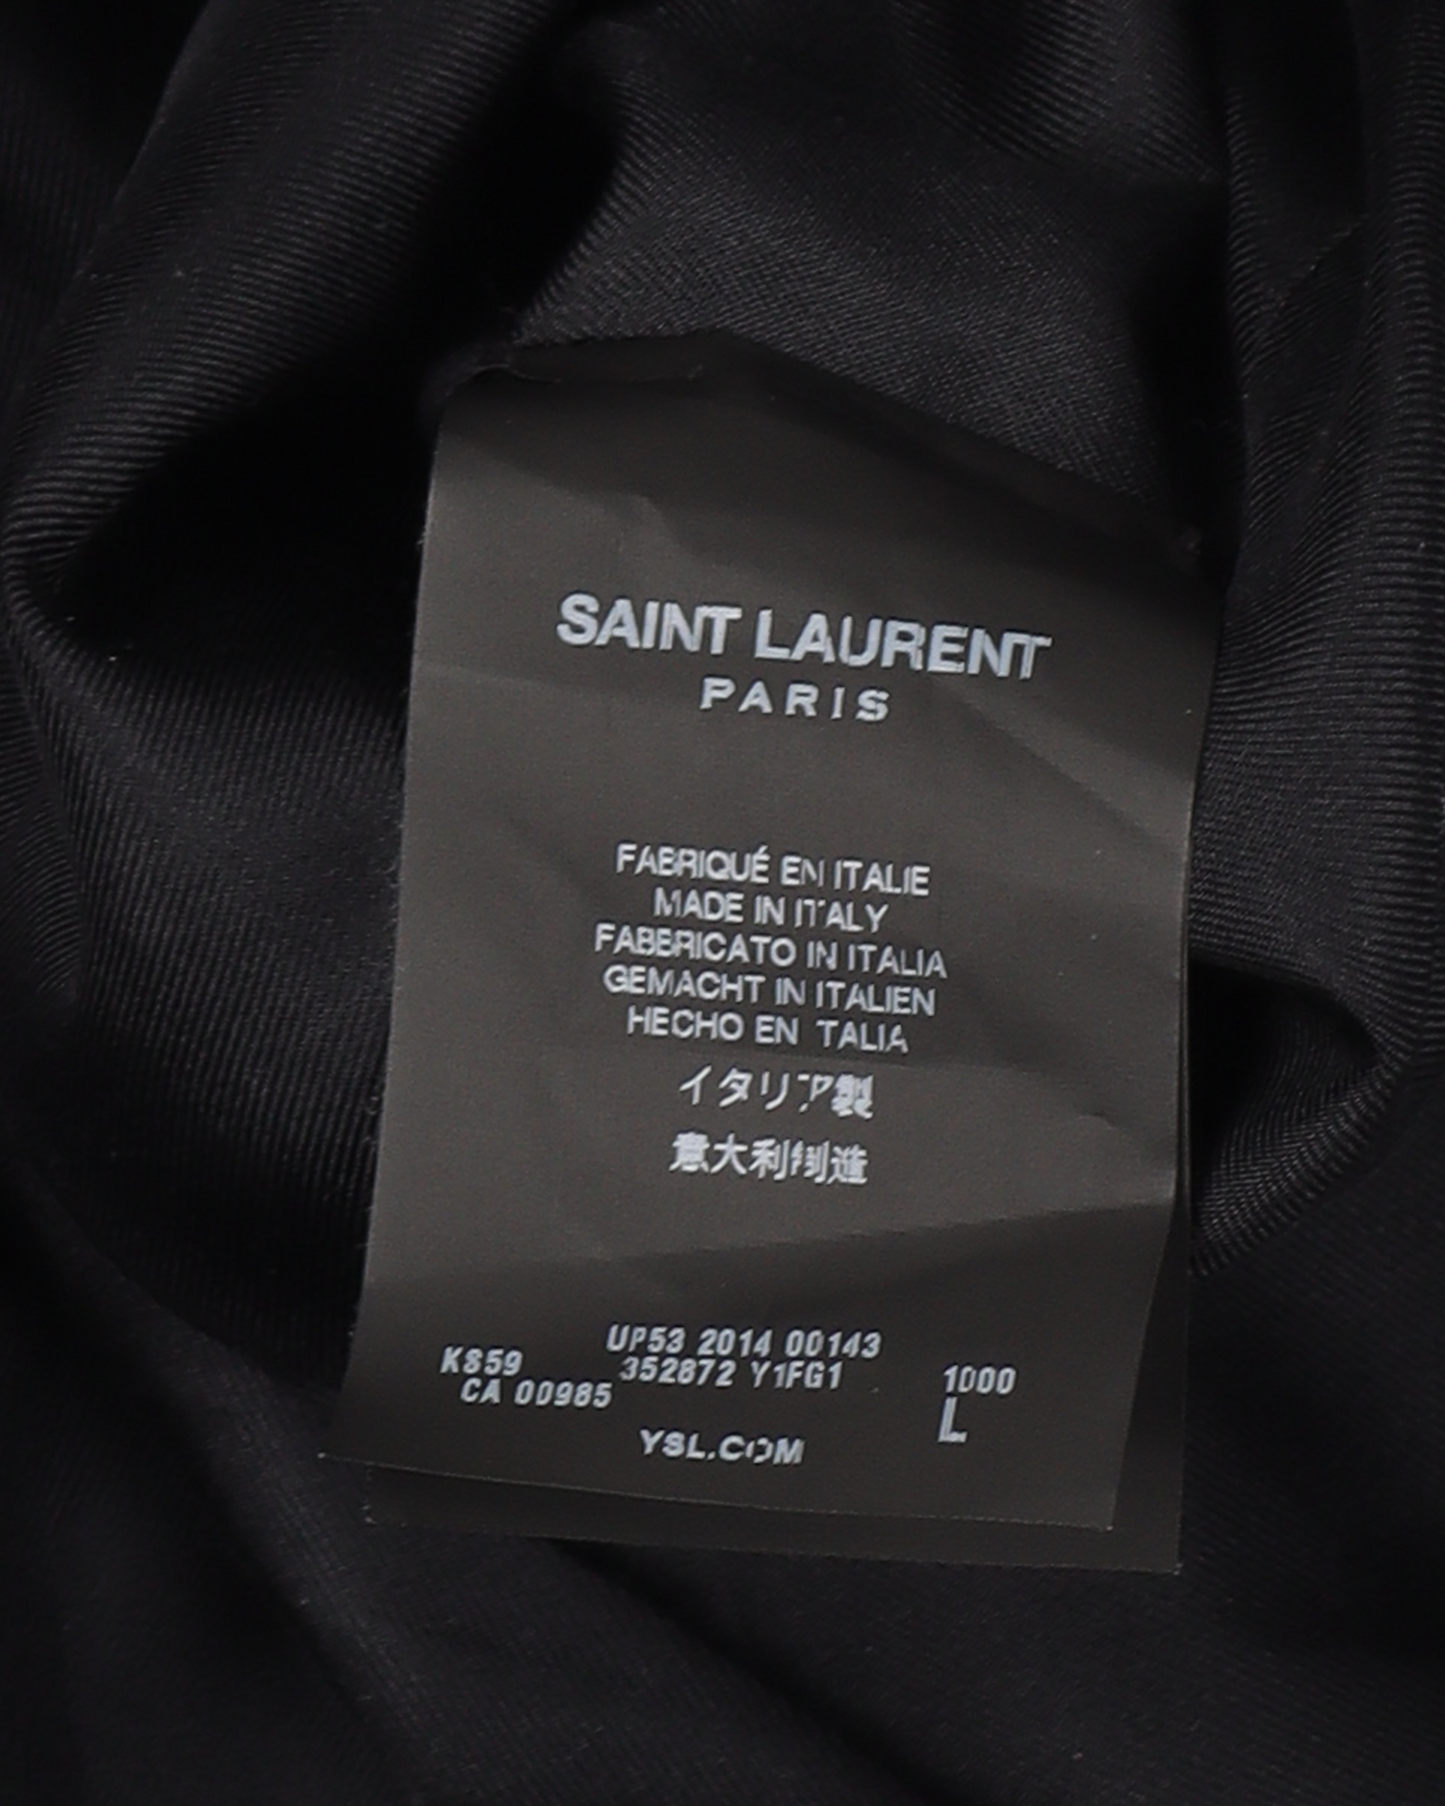 SAINT LAURENT
PARIS
FABRIQUÉ EN ITALIE
MADE IN ITALY
FABBRICATO IN ITALIA
GEMACHT IN ITALIEN
HECHO EN TALIA
イタリア製
意大利制造
UP53 2014 00143
K859 352872 Y1FG1 1000
CA 00985 L
YSL.COM